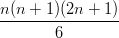 n(n + 1)(2n + 1)
6